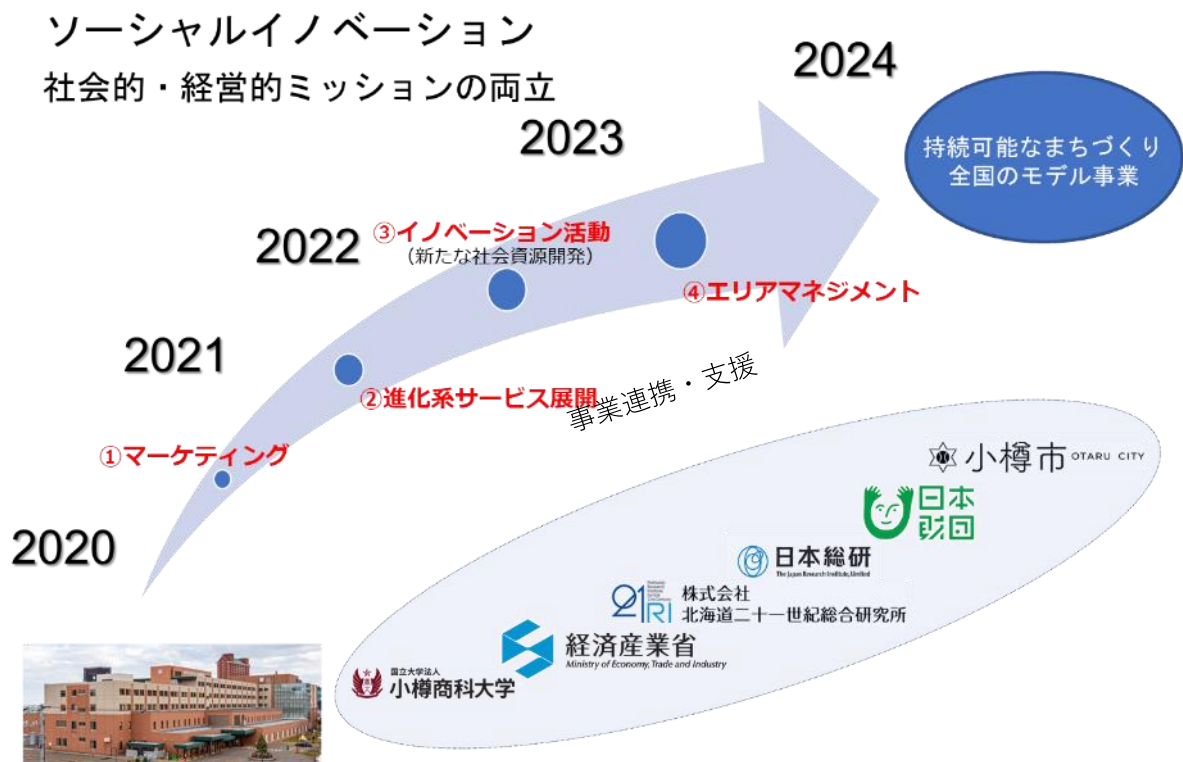 ソーシャルイノベーション
社会的・経営的ミッションの両立
2024
2023
持続可能なまちづくり
全国のモデル事業
2022
③イノベーション活動
(新たな社会資源開発)
④エリアマネジメント
2021
②進化系サービス展開
事業連携・支援
①マーケティング
2020
小樽市 OTARU CITY
日本
財団
日本総研
The Japan Research Institute, Limited
21RI
株式会社
北海道二十一世紀総合研究所
経済産業省
Ministry of Economy, Trade and Industry
国立大学法人
小樽商科大学